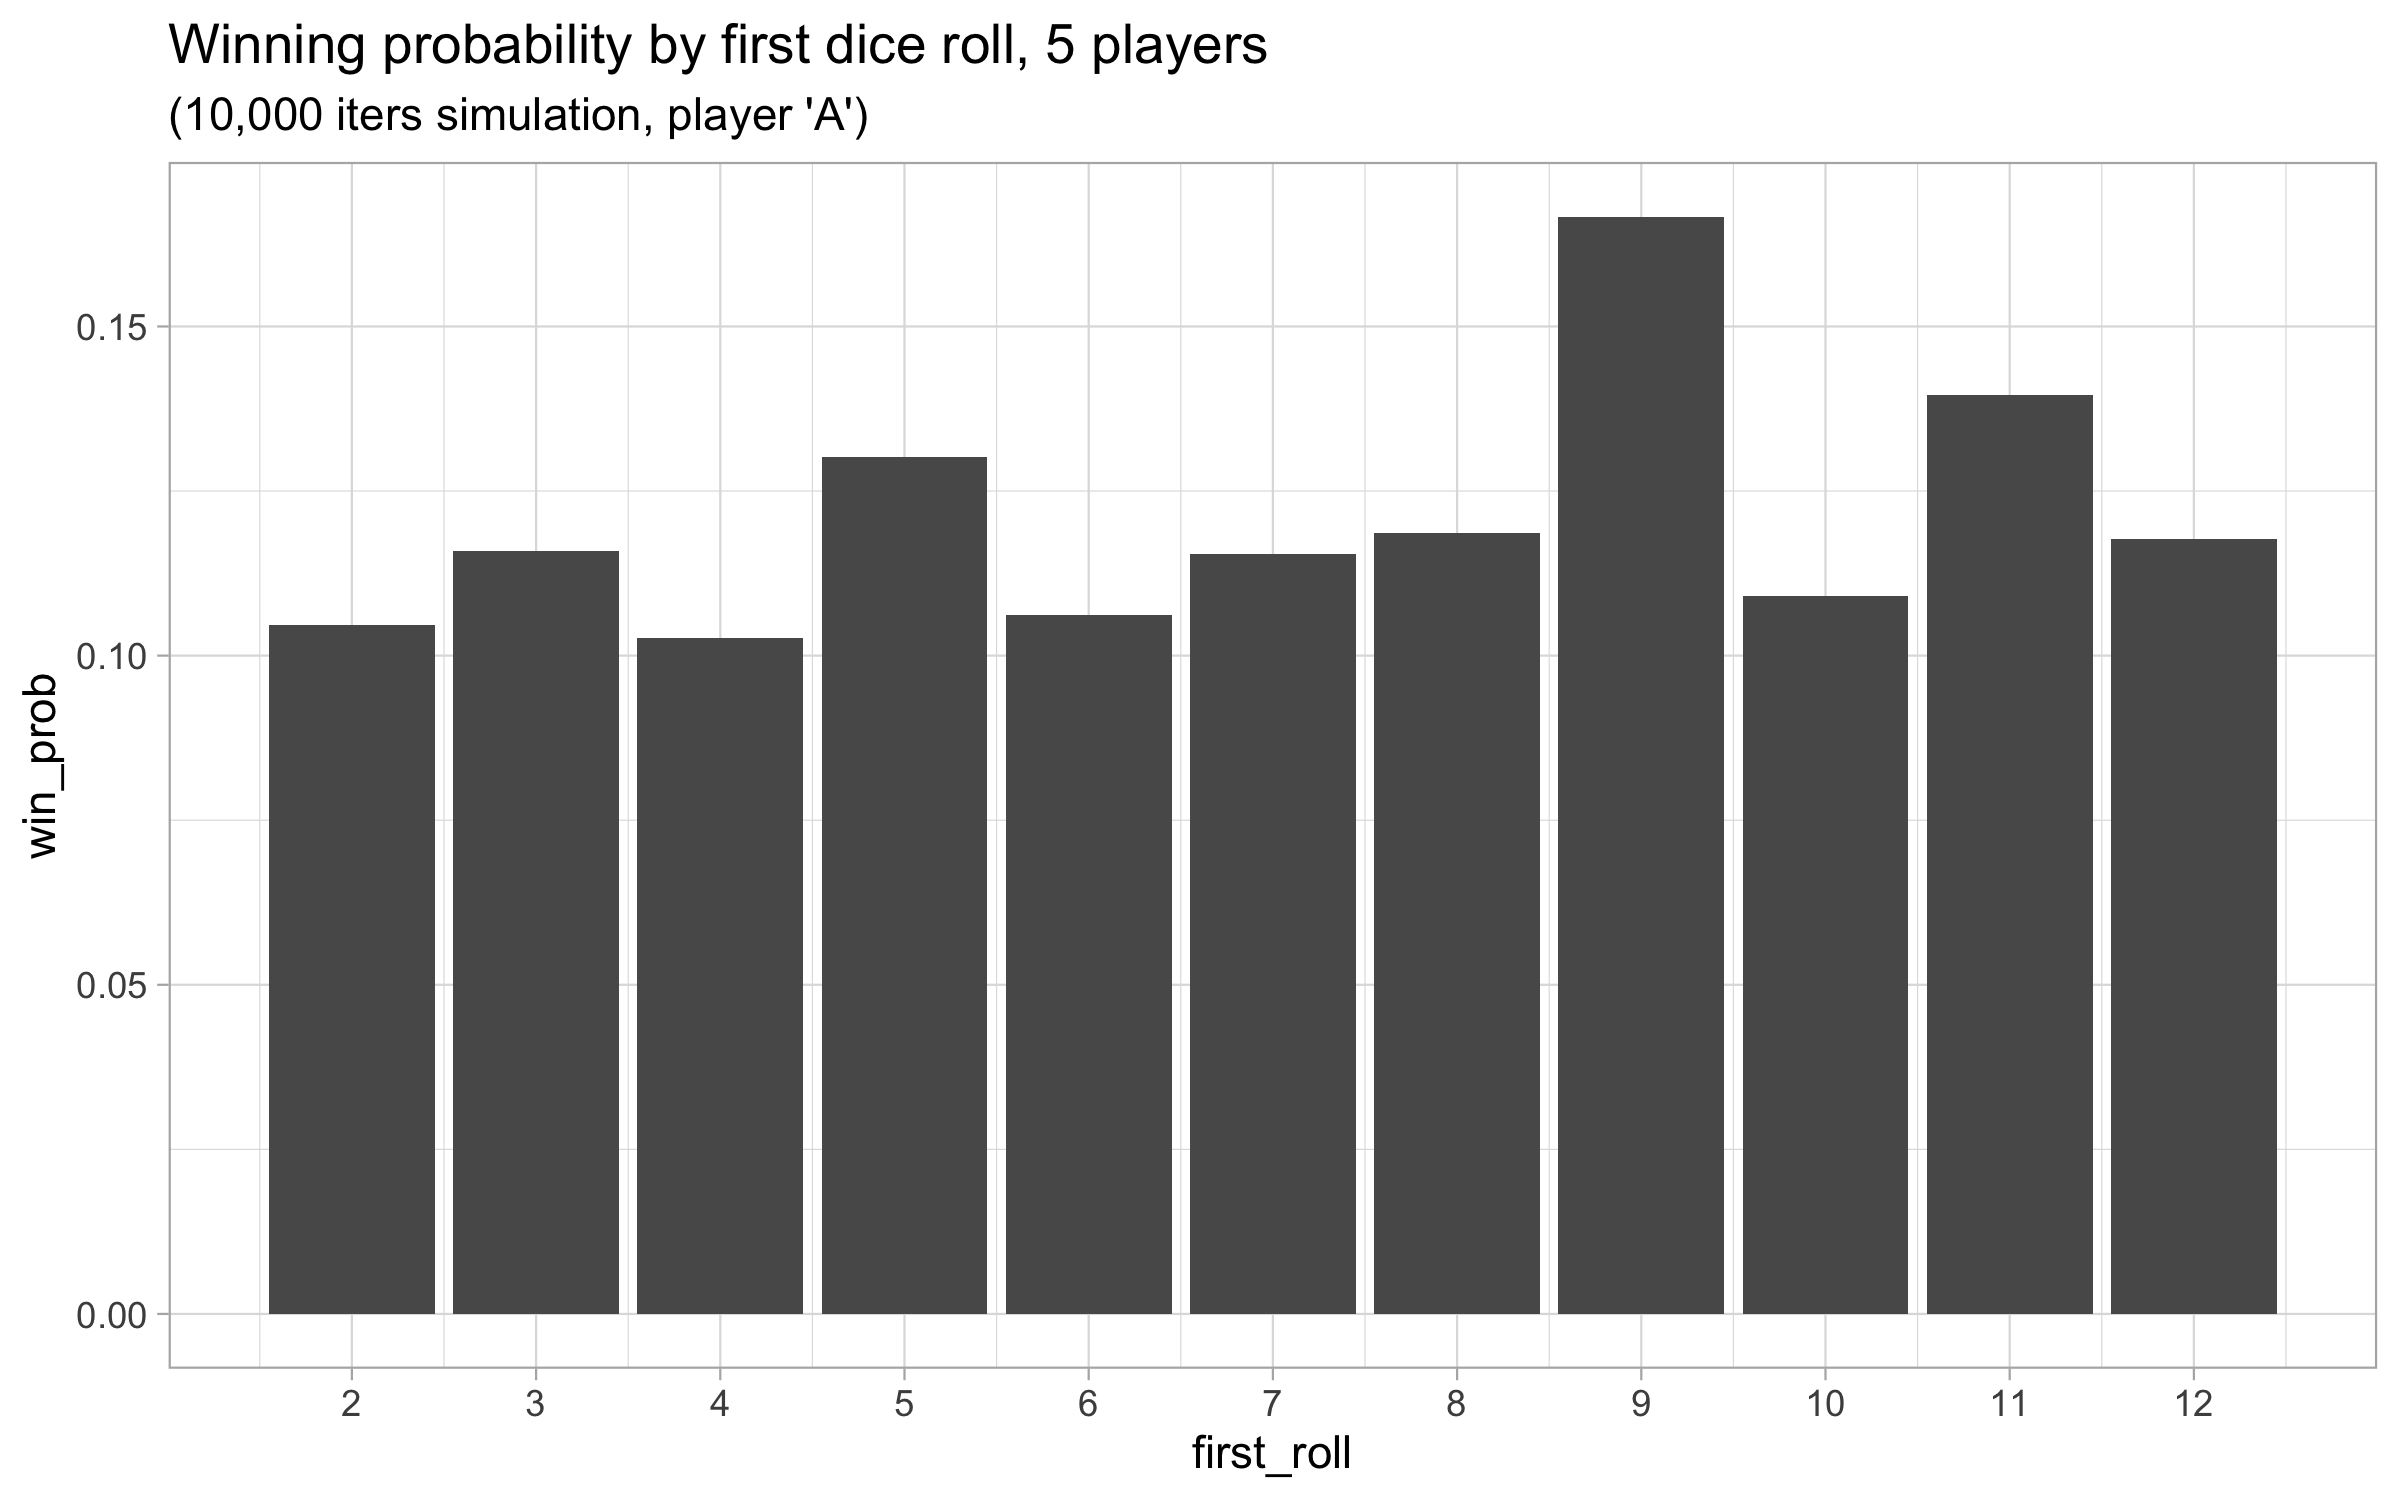 Winning probability by first dice roll, 5 players
(10,000 iters simulation, player 'A')
win_prob
0.15
0.10
0.05
0.00
2 3 4 5 6 7 8 9 10 11 12
first_roll